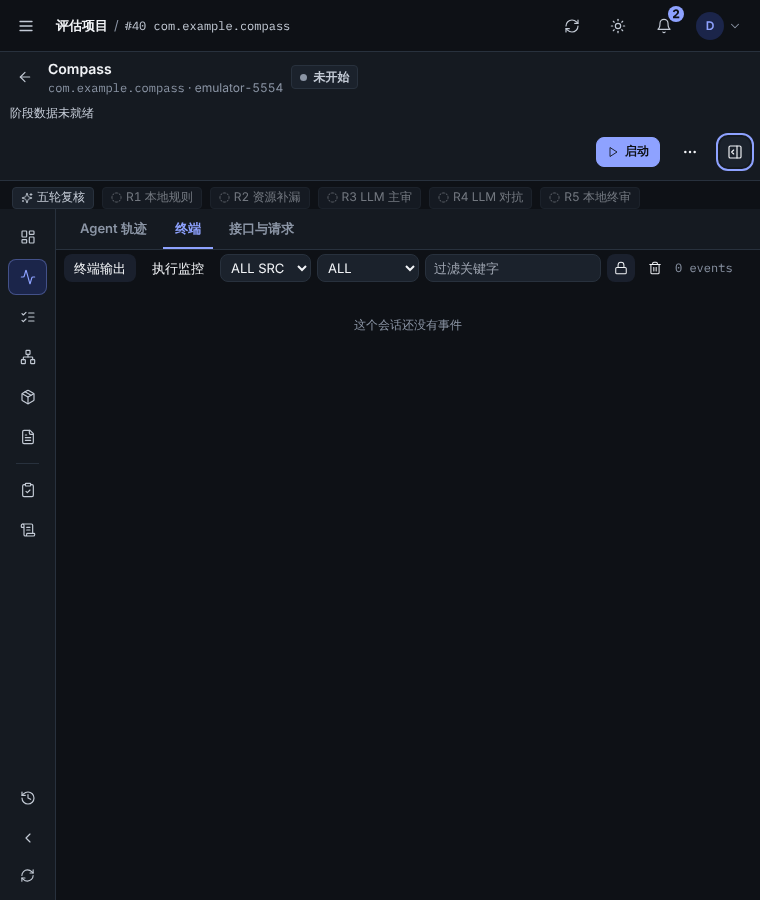 评估项目 / #40 com.example.compass
2
D
Compass
com.example.compass · emulator-5554
未开始
阶段数据未就绪
启动
五轮复核 R1 本地规则 R2 资源补漏 R3 LLM 主审 R4 LLM 对抗 R5 本地终审
Agent 轨迹 终端 接口与请求
终端输出 执行监控 ALL SRC ALL 过滤关键字 0 events
这个会话还没有事件